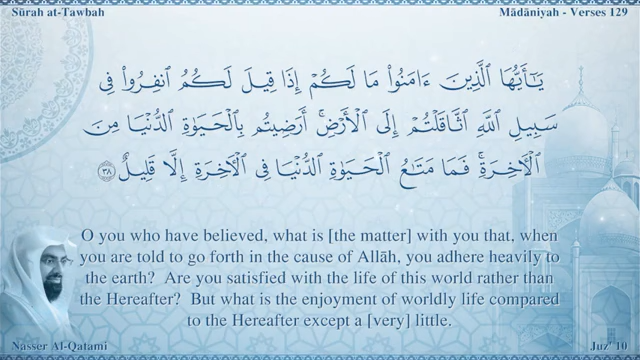 Sūrah at-Tawbah
Mādānīyah - Verses 129
يَـٰٓأَيُّهَا ٱلَّذِينَ ءَامَنُوا۟ مَا لَكُمْ إِذَا قِيلَ لَكُمُ ٱنفِرُوا۟ فِى
سَبِيلِ ٱللَّهِ ٱثَّاقَلْتُمْ إِلَى ٱلْأَرْضِ ۚ أَرَضِيتُم بِٱلْحَيَوٰةِ ٱلدُّنْيَا مِنَ
ٱلْـَٔاخِرَةِ ۚ فَمَا مَتَـٰعُ ٱلْحَيَوٰةِ ٱلدُّنْيَا فِى ٱلْـَٔاخِرَةِ إِلَّا قَلِيلٌ ٣٨
O you who have believed, what is [the matter] with you that, when
you are told to go forth in the cause of Allāh, you adhere heavily to
the earth? Are you satisfied with the life of this world rather than
the Hereafter? But what is the enjoyment of worldly life compared
to the Hereafter except a [very] little.
Nasser Al-Qatami
Juz' 10